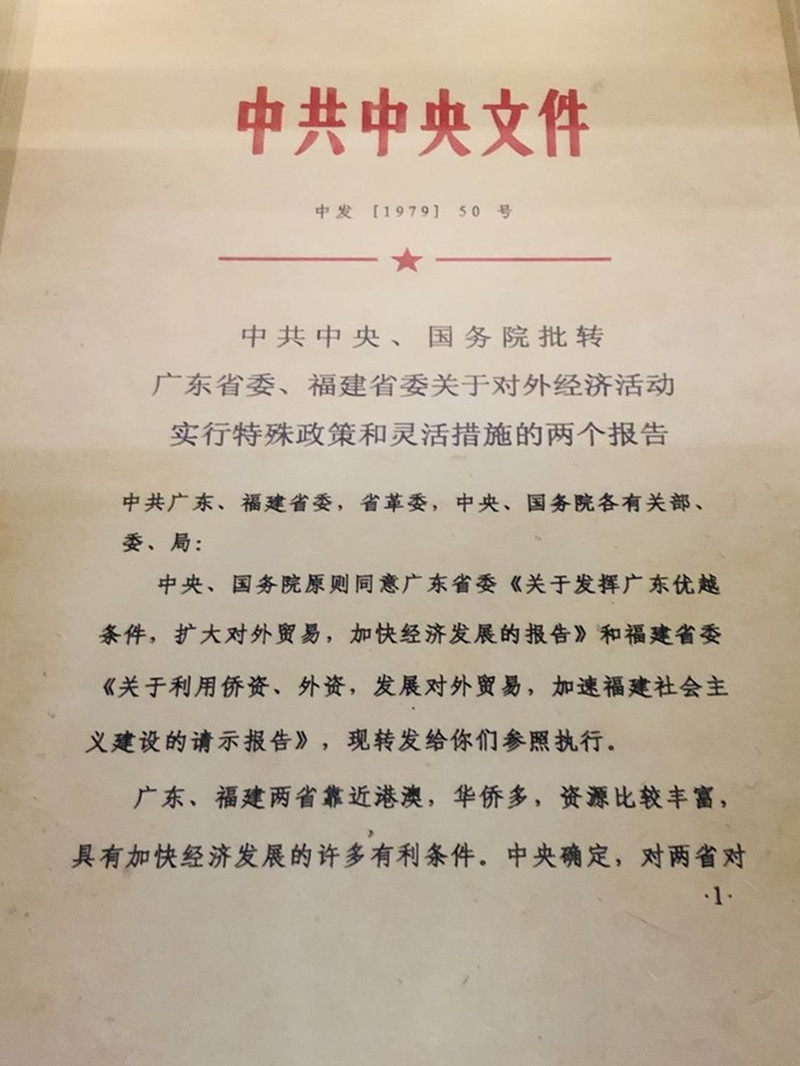 中共中央文件
中发 [1979] 50 号
中共中央、国务院批转
广东省委、福建省委关于对外经济活动
实行特殊政策和灵活措施的两个报告
中共广东、福建省委，省革委，中央、国务院各有关部、
委、局：
中央、国务院原则同意广东省委《关于发挥广东优越
条件，扩大对外贸易，加快经济发展的报告》和福建省委
《关于利用侨资、外资，发展对外贸易，加速福建社会主
义建设的请示报告》，现转发给你们参照执行。
广东、福建两省靠近港澳，华侨多，资源比较丰富，
具有加快经济发展的许多有利条件。中央确定，对两省对
·1·